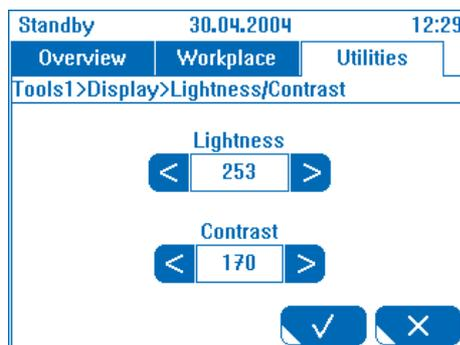 Standby 30.04.2004 12:29
Overview Workplace Utilities
Tools1>Display>Lightness/Contrast
Lightness
< 253 >
Contrast
< 170 >